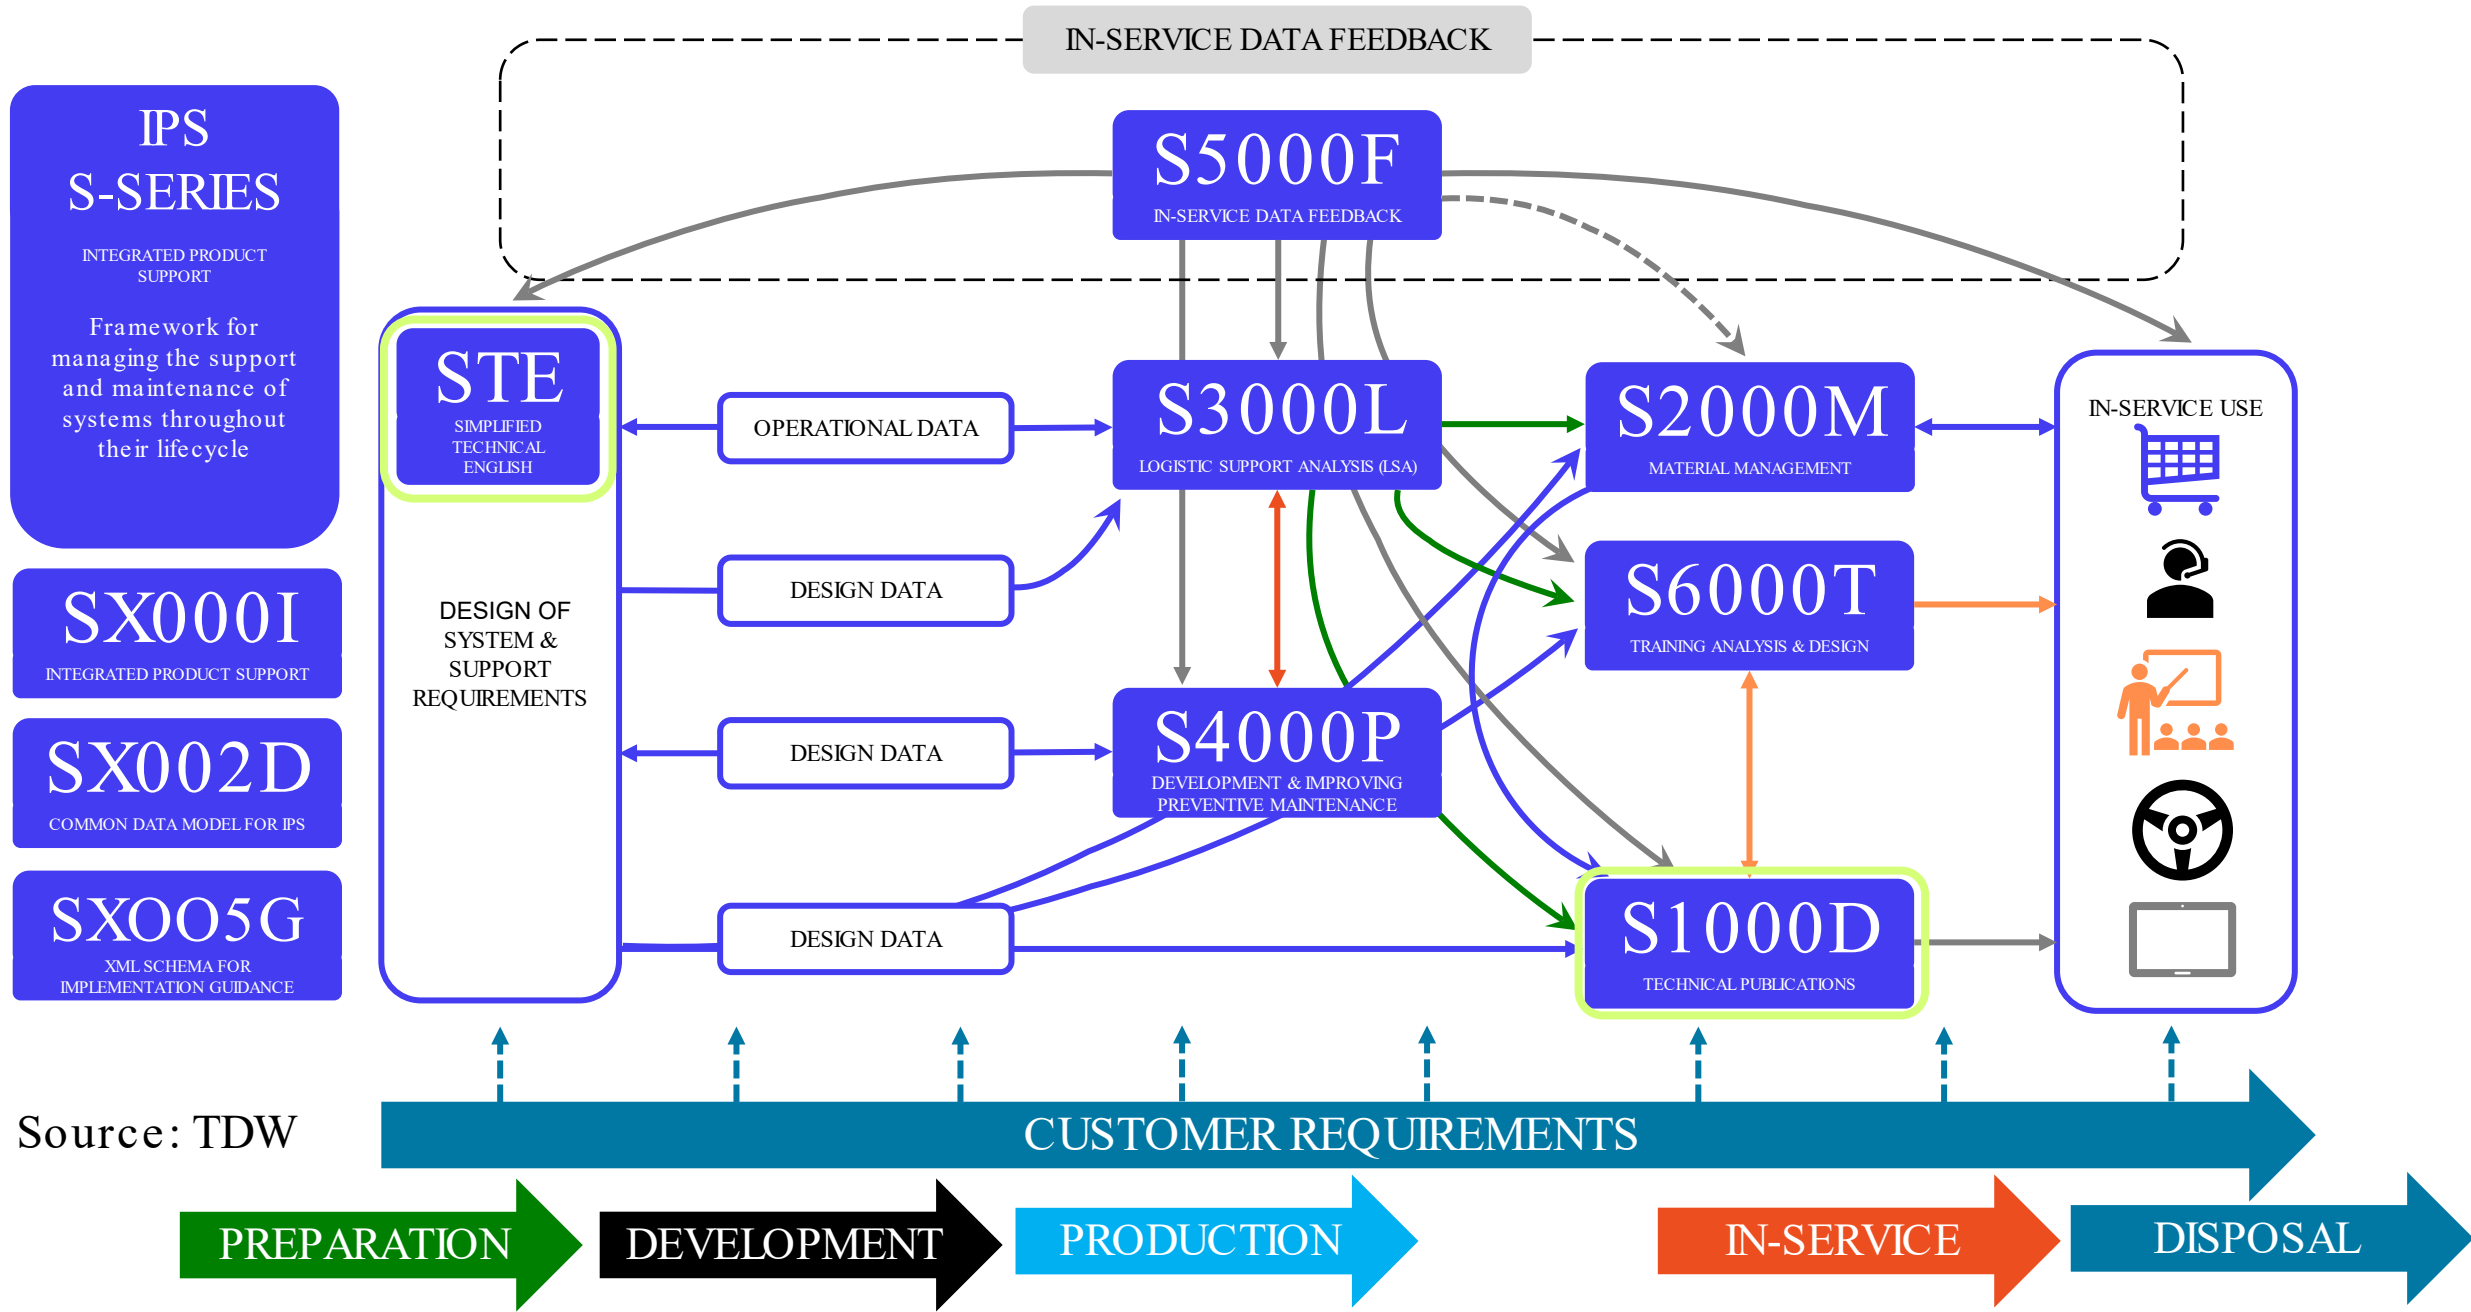 IN-SERVICE DATA FEEDBACK
IPS
S-SERIES
INTEGRATED PRODUCT
SUPPORT
Framework for
managing the support
and maintenance of
systems throughout
their lifecycle
SX000I
INTEGRATED PRODUCT SUPPORT
SX002D
COMMON DATA MODEL FOR IPS
SXOO5G
XML SCHEMA FOR
IMPLEMENTATION GUIDANCE
STE
SIMPLIFIED
TECHNICAL
ENGLISH
DESIGN OF
SYSTEM &
SUPPORT
REQUIREMENTS
OPERATIONAL DATA
DESIGN DATA
DESIGN DATA
DESIGN DATA
S5000F
IN-SERVICE DATA FEEDBACK
S3000L
LOGISTIC SUPPORT ANALYSIS (LSA)
S4000P
DEVELOPMENT & IMPROVING
PREVENTIVE MAINTENANCE
S2000M
MATERIAL MANAGEMENT
S6000T
TRAINING ANALYSIS & DESIGN
S1000D
TECHNICAL PUBLICATIONS
IN-SERVICE USE
Source: TDW
CUSTOMER REQUIREMENTS
PREPARATION
DEVELOPMENT
PRODUCTION
IN-SERVICE
DISPOSAL